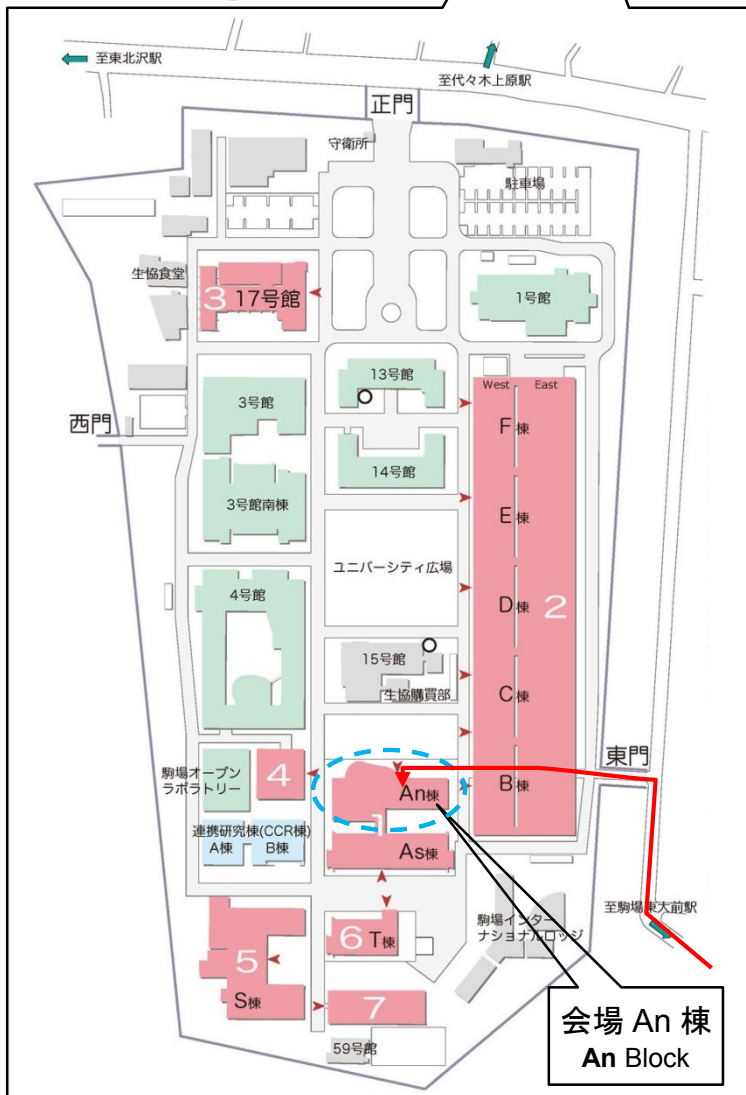 至東北沢駅
至代々木上原駅
正門
守衛所
駐車場
生協食堂
3 17号館
1号館
13号館
West East
3号館
F棟
西門
14号館
3号館南棟
E棟
ユニバーシティ広場
4号館
D棟
2
15号館
生協購買部
C棟
東門
駒場オープン
ラボラトリー
4
An棟
B棟
1
連携研究棟(CCR棟)
A棟 B棟
As棟
至駒場東大前駅
駒場インター
ナショナルロッジ
6 T棟
5
S棟
7
59号館
会場 An 棟
An Block